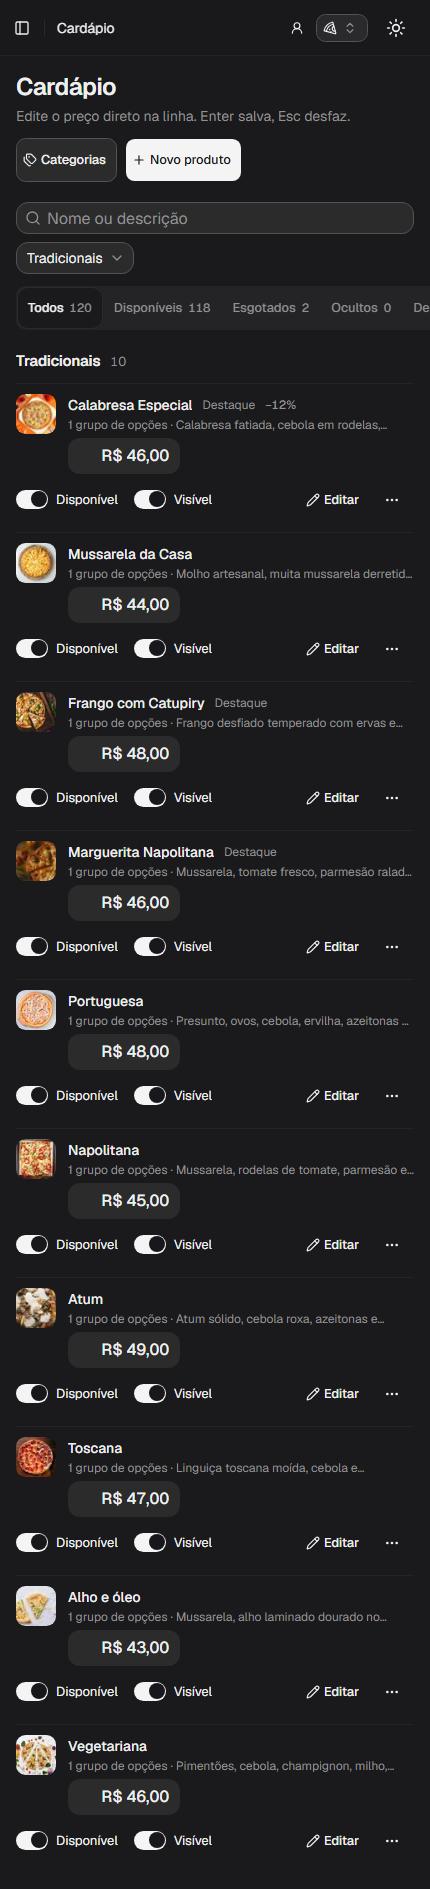 Cardápio
Cardápio
Edite o preço direto na linha. Enter salva, Esc desfaz.
Categorias
Novo produto
Nome ou descrição
Tradicionais
Todos 120 Disponíveis 118 Esgotados 2 Ocultos 0 De
Tradicionais 10
Calabresa Especial Destaque −12%
1 grupo de opções · Calabresa fatiada, cebola em rodelas,...
R$ 46,00
Disponível Visível Editar
Mussarela da Casa
1 grupo de opções · Molho artesanal, muita mussarela derretid...
R$ 44,00
Disponível Visível Editar
Frango com Catupiry Destaque
1 grupo de opções · Frango desfiado temperado com ervas e...
R$ 48,00
Disponível Visível Editar
Marguerita Napolitana Destaque
1 grupo de opções · Mussarela, tomate fresco, parmesão ralad...
R$ 46,00
Disponível Visível Editar
Portuguesa
1 grupo de opções · Presunto, ovos, cebola, ervilha, azeitonas ...
R$ 48,00
Disponível Visível Editar
Napolitana
1 grupo de opções · Mussarela, rodelas de tomate, parmesão e...
R$ 45,00
Disponível Visível Editar
Atum
1 grupo de opções · Atum sólido, cebola roxa, azeitonas e...
R$ 49,00
Disponível Visível Editar
Toscana
1 grupo de opções · Linguiça toscana moída, cebola e...
R$ 47,00
Disponível Visível Editar
Alho e óleo
1 grupo de opções · Mussarela, alho laminado dourado no...
R$ 43,00
Disponível Visível Editar
Vegetariana
1 grupo de opções · Pimentões, cebola, champignon, milho,...
R$ 46,00
Disponível Visível Editar